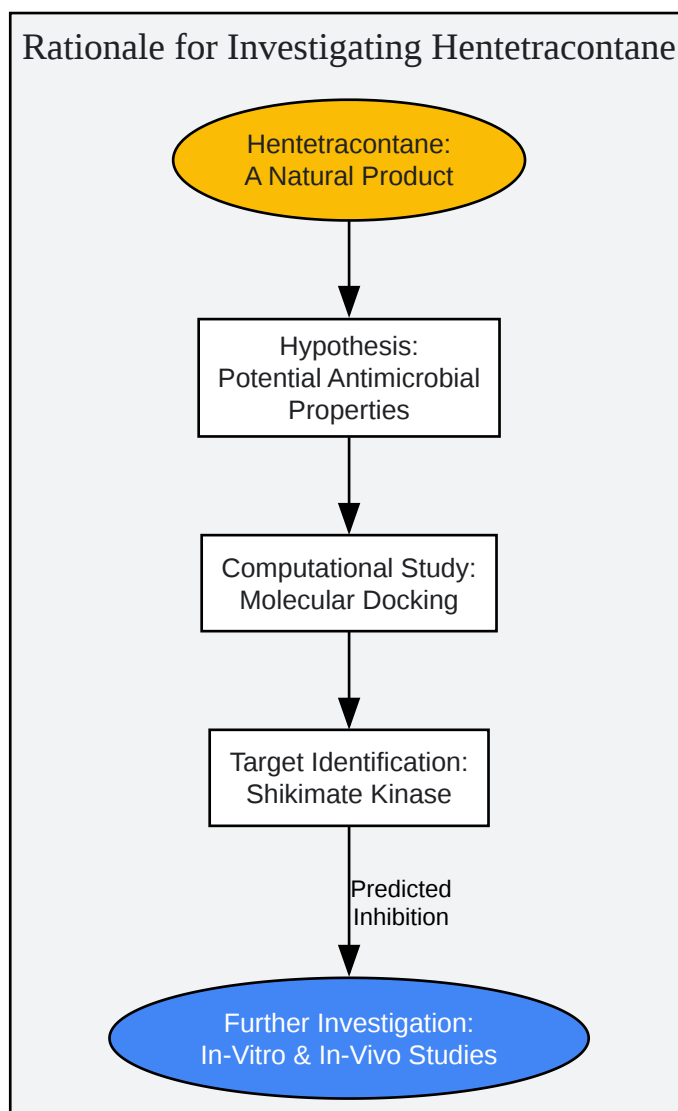 Rationale for Investigating Hentetracontane
Hentetracontane:
A Natural Product
Hypothesis:
Potential Antimicrobial
Properties
Computational Study:
Molecular Docking
Target Identification:
Shikimate Kinase
Predicted
Inhibition
Further Investigation:
In-Vitro & In-Vivo Studies